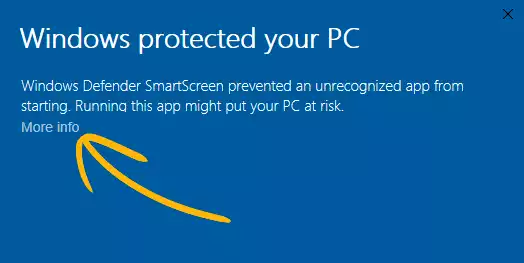 Windows protected your PC
Windows Defender SmartScreen prevented an unrecognized app from
starting. Running this app might put your PC at risk.
More info